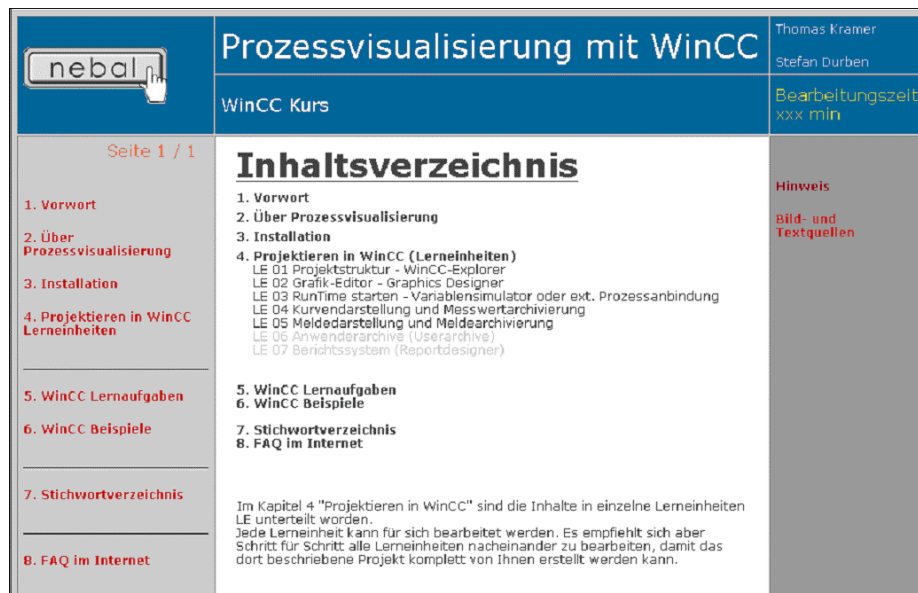 nebal
Prozessvisualisierung mit WinCC
WinCC Kurs
Thomas Kramer
Stefan Durben
Bearbeitungszeit
xxx min
Seite 1 / 1
1. Vorwort
2. Über
Prozessvisualisierung
3. Installation
4. Projektieren in WinCC
Lerneinheiten
5. WinCC Lernaufgaben
6. WinCC Beispiele
7. Stichwortverzeichnis
8. FAQ im Internet
Inhaltsverzeichnis
1. Vorwort
2. Über Prozessvisualisierung
3. Installation
4. Projektieren in WinCC (Lerneinheiten)
LE 01 Projektstruktur - WinCC-Explorer
LE 02 Grafik-Editor - Graphics Designer
LE 03 RunTime starten - Variablensimulator oder ext. Prozessanbindung
LE 04 Kurvendarstellung und Messwertarchivierung
LE 05 Meldedarstellung und Meldearchivierung
LE 06 Anwenderarchive (Userarchive)
LE 07 Berichtssystem (Reportdesigner)
5. WinCC Lernaufgaben
6. WinCC Beispiele
7. Stichwortverzeichnis
8. FAQ im Internet
Im Kapitel 4 "Projektieren in WinCC" sind die Inhalte in einzelne Lerneinheiten
LE unterteilt worden.
Jede Lerneinheit kann für sich bearbeitet werden. Es empfiehlt sich aber
Schritt für Schritt alle Lerneinheiten nacheinander zu bearbeiten, damit das
dort beschriebene Projekt komplett von Ihnen erstellt werden kann.
Hinweis
Bild- und
Textquellen